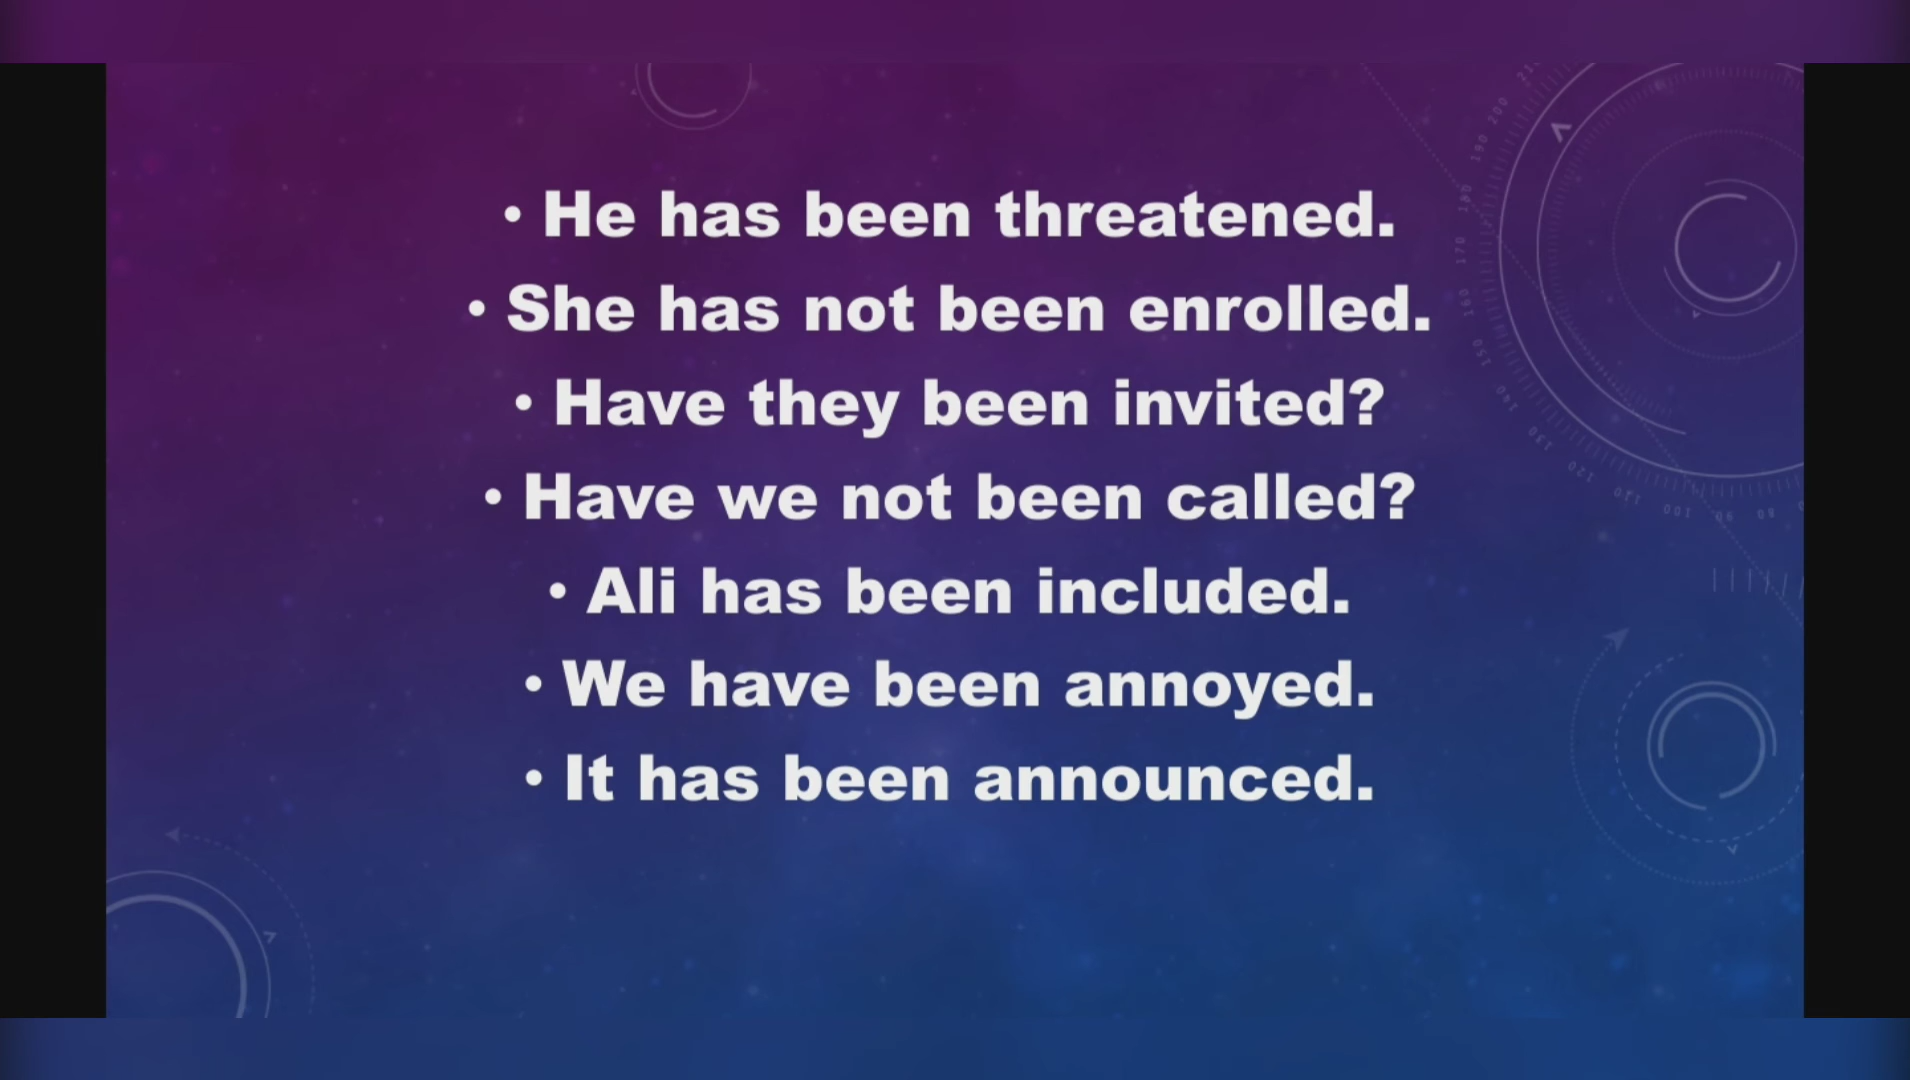 • He has been threatened.
• She has not been enrolled.
• Have they been invited?
• Have we not been called?
• Ali has been included.
• We have been annoyed.
• It has been announced.